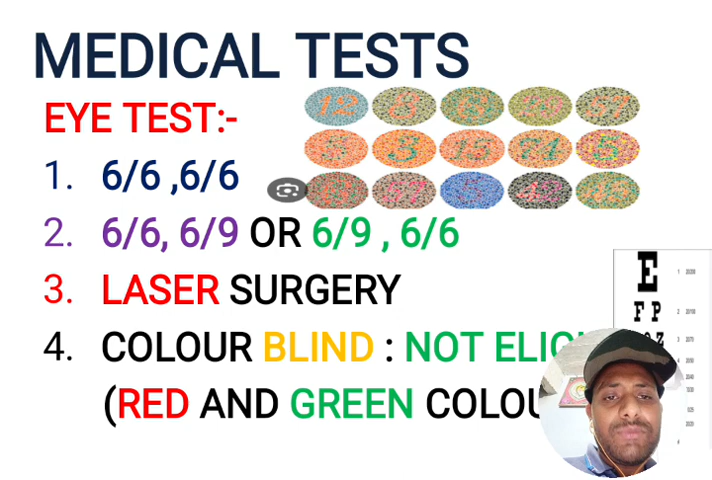 MEDICAL TESTS
EYE TEST:-
1. 6/6 ,6/6
2. 6/6, 6/9 OR 6/9 , 6/6
3. LASER SURGERY
4. COLOUR BLIND : NOT
(RED AND GREEN
12
E
F P